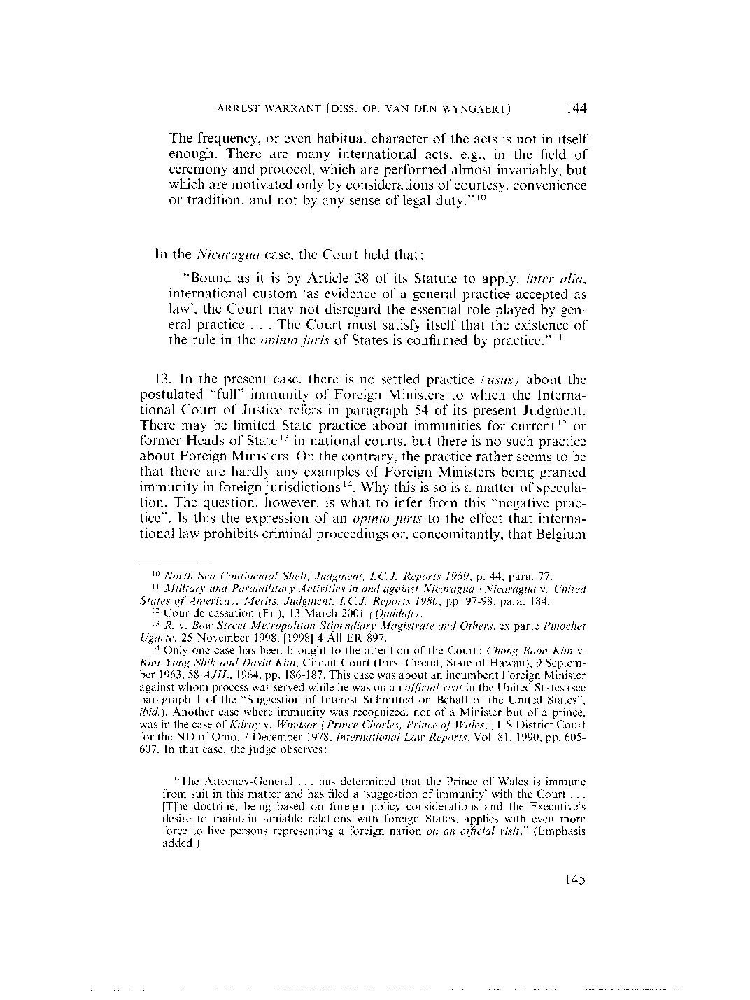 ARREST WARRANT (DISS. OP. VAN DEN WYNGAERT) 144
The frequency, or even habitual character of the acts is not in itself
enough. There are many international acts, e.g., in the field of
ceremony and protocol, which are performed almost invariably, but
which are motivated only by considerations of courtesy, convenience
or tradition, and not by any sense of legal duty." 10
In the Nicaragua case, the Court held that:
"Bound as it is by Article 38 of its Statute to apply, inter alia,
international custom 'as evidence of a general practice accepted as
law', the Court may not disregard the essential role played by gen-
eral practice . . . The Court must satisfy itself that the existence of
the rule in the opinio juris of States is confirmed by practice." 11
13. In the present case, there is no settled practice (usus) about the
postulated "full" immunity of Foreign Ministers to which the Interna-
tional Court of Justice refers in paragraph 54 of its present Judgment.
There may be limited State practice about immunities for current 12 or
former Heads of State 13 in national courts, but there is no such practice
about Foreign Ministers. On the contrary, the practice rather seems to be
that there are hardly any examples of Foreign Ministers being granted
immunity in foreign jurisdictions 14. Why this is so is a matter of specula-
tion. The question, however, is what to infer from this "negative prac-
tice". Is this the expression of an opinio juris to the effect that interna-
tional law prohibits criminal proceedings or, concomitantly, that Belgium
10 North Sea Continental Shelf, Judgment, I.C.J. Reports 1969, p. 44, para. 77.
11 Military and Paramilitary Activities in and against Nicaragua (Nicaragua v. United
States of America), Merits, Judgment, I.C.J. Reports 1986, pp. 97-98, para. 184.
12 Cour de cassation (Fr.), 13 March 2001 (Qaddafi).
13 R. v. Bow Street Metropolitan Stipendiary Magistrate and Others, ex parte Pinochet
Ugarte, 25 November 1998, [1998] 4 All ER 897.
14 Only one case has been brought to the attention of the Court: Chong Boon Kim v.
Kim Yong Shik and David Kim, Circuit Court (First Circuit, State of Hawaii), 9 Septem-
ber 1963, 58 AJIL, 1964, pp. 186-187. This case was about an incumbent Foreign Minister
against whom process was served while he was on an official visit in the United States (see
paragraph 1 of the "Suggestion of Interest Submitted on Behalf of the United States",
ibid.). Another case where immunity was recognized, not of a Minister but of a prince,
was in the case of Kilroy v. Windsor (Prince Charles, Prince of Wales), US District Court
for the ND of Ohio, 7 December 1978, International Law Reports, Vol. 81, 1990, pp. 605-
607. In that case, the judge observes:
"The Attorney-General . . . has determined that the Prince of Wales is immune
from suit in this matter and has filed a 'suggestion of immunity' with the Court . . .
[T]he doctrine, being based on foreign policy considerations and the Executive's
desire to maintain amiable relations with foreign States, applies with even more
force to live persons representing a foreign nation on an official visit." (Emphasis
added.)
145